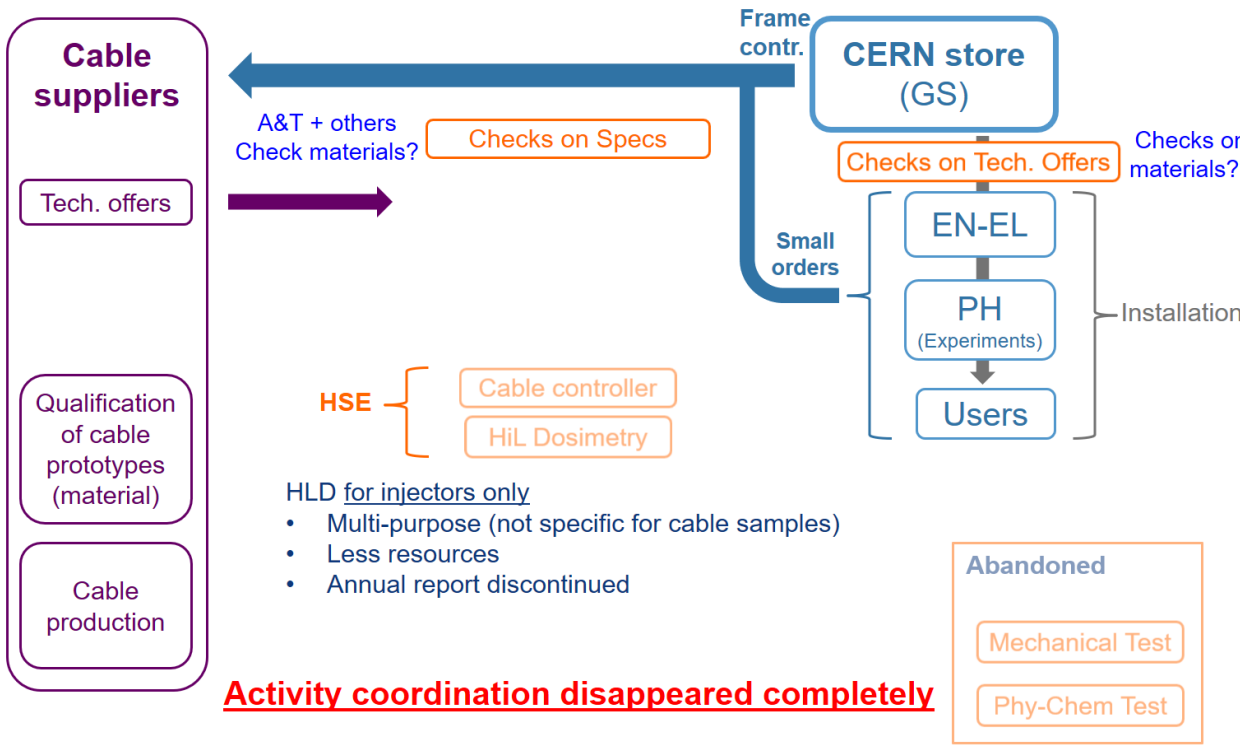 Cable
suppliers
Tech. offers
Qualification
of cable
prototypes
(material)
Cable
production
Frame
contr.
CERN store
(GS)
A&T + others
Check materials?
Checks on Specs
Checks on Tech. Offers
Checks on
materials?
Small
orders
EN-EL
PH
(Experiments)
Users
Installation
HSE
Cable controller
HiL Dosimetry
HLD for injectors only
• Multi-purpose (not specific for cable samples)
• Less resources
• Annual report discontinued
Abandoned
Mechanical Test
Phy-Chem Test
Activity coordination disappeared completely